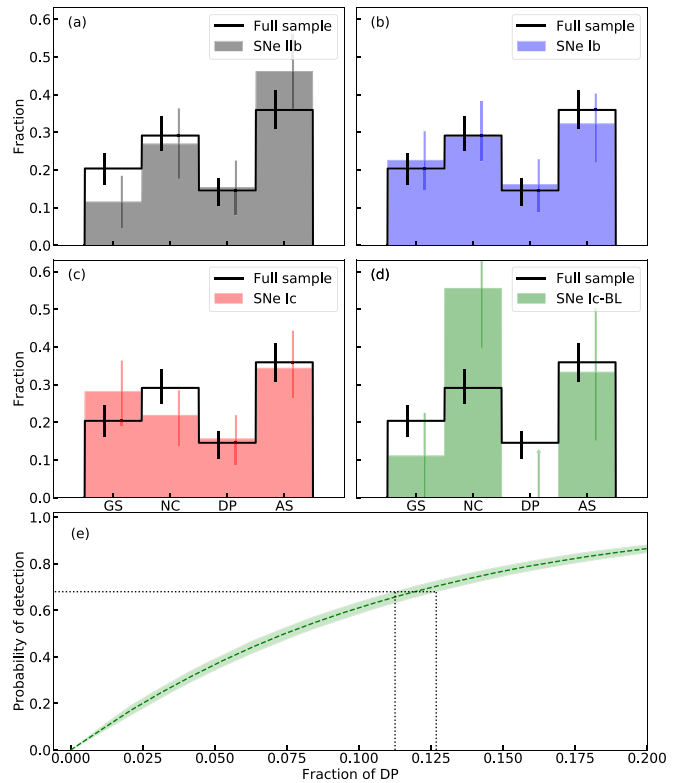 (a)
Full sample
SNe IIb
(b)
Full sample
SNe Ib
0.6
0.5
0.4
0.3
0.2
0.1
0.0
Fraction
(c)
Full sample
SNe Ic
(d)
Full sample
SNe Ic-BL
0.6
0.5
0.4
0.3
0.2
0.1
0.0
Fraction
GS NC DP AS
GS NC DP AS
(e)
1.0
0.8
0.6
0.4
0.2
0.0
Probability of detection
0.000 0.025 0.050 0.075 0.100 0.125 0.150 0.175 0.200
Fraction of DP